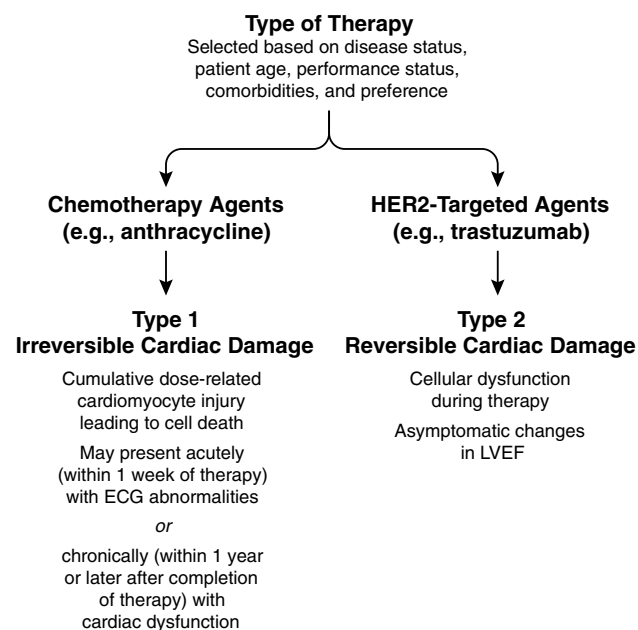 Type of Therapy
Selected based on disease status,
patient age, performance status,
comorbidities, and preference
Chemotherapy Agents
(e.g., anthracycline)
HER2-Targeted Agents
(e.g., trastuzumab)
Type 1
Irreversible Cardiac Damage
Cumulative dose-related
cardiomyocyte injury
leading to cell death
May present acutely
(within 1 week of therapy)
with ECG abnormalities
or
chronically (within 1 year
or later after completion
of therapy) with
cardiac dysfunction
Type 2
Reversible Cardiac Damage
Cellular dysfunction
during therapy
Asymptomatic changes
in LVEF